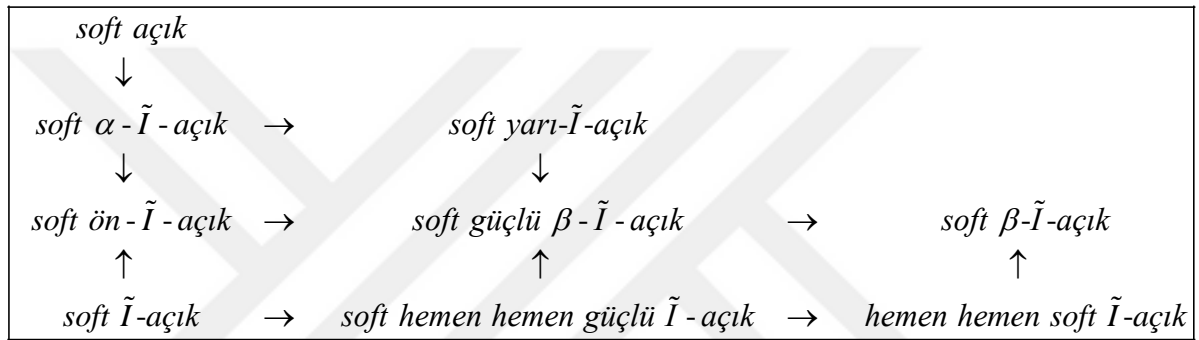 soft açık
↓
soft α - Ĩ - açık → soft yarı-Ĩ-açık
↓ ↓
soft ön - Ĩ - açık → soft güçlü β - Ĩ - açık → soft β-Ĩ-açık
↑ ↑ ↑
soft Ĩ-açık → soft hemen hemen güçlü Ĩ - açık → hemen hemen soft Ĩ-açık